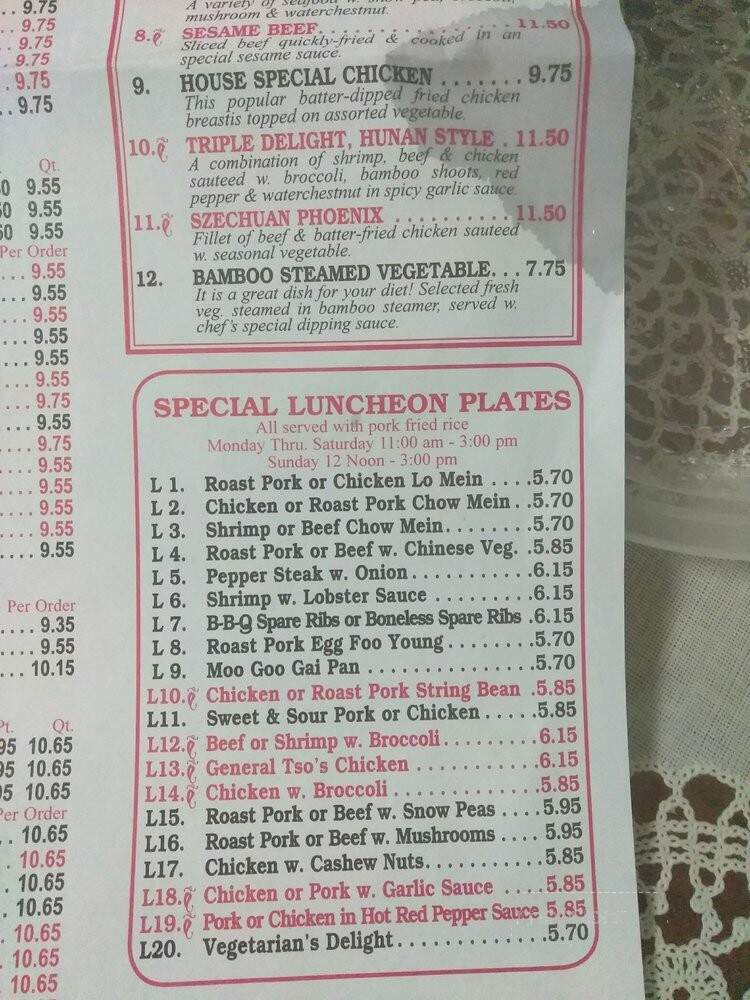 9.75
9.75
9.75
9.75
9.75
9.75
Qt.
9.55
9.55
9.55
Per Order
9.55
9.55
9.55
9.55
9.55
9.55
9.75
9.55
9.75
9.55
9.55
9.55
9.55
9.55
Per Order
9.35
9.55
10.15
Pt. Qt.
95 10.65
95 10.65
95 10.65
Per Order
10.65
10.65
10.65
10.65
10.65
10.65
10.65
A variety of seafood w. snow
mushroom & waterchestnut.
8. SESAME BEEF. . . . . . . . . . . . . . . . 11.50
Sliced beef quickly-fried & cooked in an
special sesame sauce.
9. HOUSE SPECIAL CHICKEN . . . . . . . 9.75
This popular batter-dipped fried chicken
breastis topped on assorted vegetable.
10. TRIPLE DELIGHT, HUNAN STYLE . 11.50
A combination of shrimp, beef & chicken
sauteed w. broccoli, bamboo shoots, red
pepper & waterchestnut in spicy garlic sauce
11. SZECHUAN PHOENIX . . . . . . . . . . 11.50
Fillet of beef & batter-fried chicken sauteed
w. seasonal vegetable.
12. BAMBOO STEAMED VEGETABLE. . . 7.75
It is a great dish for your diet! Selected fresh
veg. steamed in bamboo steamer, served w.
chef's special dipping sauce.
SPECIAL LUNCHEON PLATES
All served with pork fried rice
Monday Thru. Saturday 11:00 am - 3:00 pm
Sunday 12 Noon - 3:00 pm
L 1. Roast Pork or Chicken Lo Mein . . . .5.70
L 2. Chicken or Roast Pork Chow Mein . .5.70
L 3. Shrimp or Beef Chow Mein. . . . . . . .5.70
L 4. Roast Pork or Beef w. Chinese Veg. .5.85
L 5. Pepper Steak w. Onion. . . . . . . . . . .6.15
L 6. Shrimp w. Lobster Sauce . . . . . . . . .6.15
L 7. B-B-Q Spare Ribs or Boneless Spare Ribs .6.15
L 8. Roast Pork Egg Foo Young. . . . . . . .5.70
L 9. Moo Goo Gai Pan . . . . . . . . . . . . . . .5.70
L10. Chicken or Roast Pork String Bean .5.85
L11. Sweet & Sour Pork or Chicken . . . . .5.85
L12. Beef or Shrimp w. Broccoli. . . . . . . . .6.15
L13. General Tso's Chicken . . . . . . . . . . .6.15
L14. Chicken w. Broccoli . . . . . . . . . . . . .5.85
L15. Roast Pork or Beef w. Snow Peas . . . .5.95
L16. Roast Pork or Beef w. Mushrooms . . . . 5.95
L17. Chicken w. Cashew Nuts. . . . . . . . . . .5.85
L18. Chicken or Pork w. Garlic Sauce . . . .5.85
L19. Pork or Chicken in Hot Red Pepper Sauce 5.85
L20. Vegetarian's Delight. . . . . . . . . . . . . .5.70